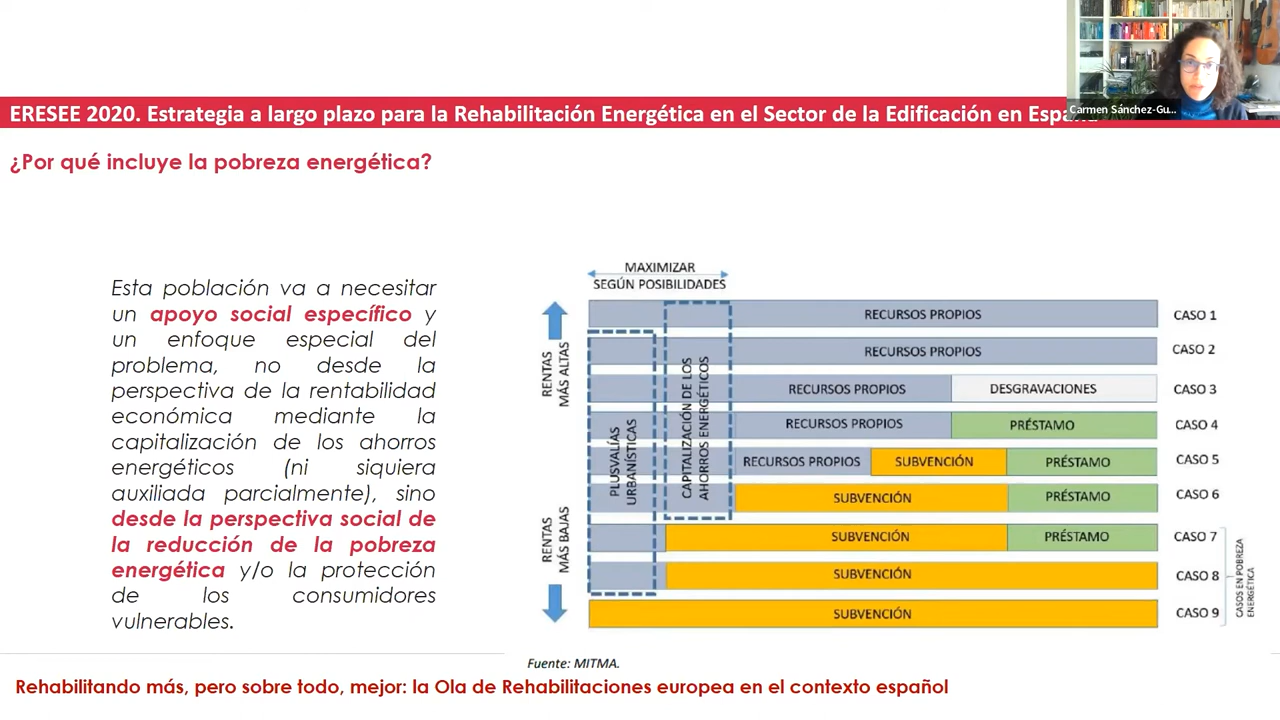 Carmen Sánchez-Gu...
ERESEE 2020. Estrategia a largo plazo para la Rehabilitación Energética en el Sector de la Edificación en España
¿Por qué incluye la pobreza energética?
Esta población va a necesitar
un apoyo social específico y
un enfoque especial del
problema, no desde la
perspectiva de la rentabilidad
económica mediante la
capitalización de los ahorros
energéticos (ni siquiera
auxiliada parcialmente), sino
desde la perspectiva social de
la reducción de la pobreza
energética y/o la protección
de los consumidores
vulnerables.
MAXIMIZAR
SEGÚN POSIBILIDADES
RENTAS
MÁS ALTAS
RENTAS
MÁS BAJAS
PLUSVALÍAS
URBANÍSTICAS
CAPITALIZACIÓN DE LOS
AHORROS ENERGÉTICOS
RECURSOS PROPIOS CASO 1
RECURSOS PROPIOS CASO 2
RECURSOS PROPIOS DESGRAVACIONES CASO 3
RECURSOS PROPIOS PRÉSTAMO CASO 4
RECURSOS PROPIOS SUBVENCIÓN PRÉSTAMO CASO 5
SUBVENCIÓN PRÉSTAMO CASO 6
SUBVENCIÓN PRÉSTAMO CASO 7
SUBVENCIÓN CASO 8
SUBVENCIÓN CASO 9
CASOS EN POBREZA
ENERGÉTICA
Fuente: MITMA.
Rehabilitando más, pero sobre todo, mejor: la Ola de Rehabilitaciones europea en el contexto español